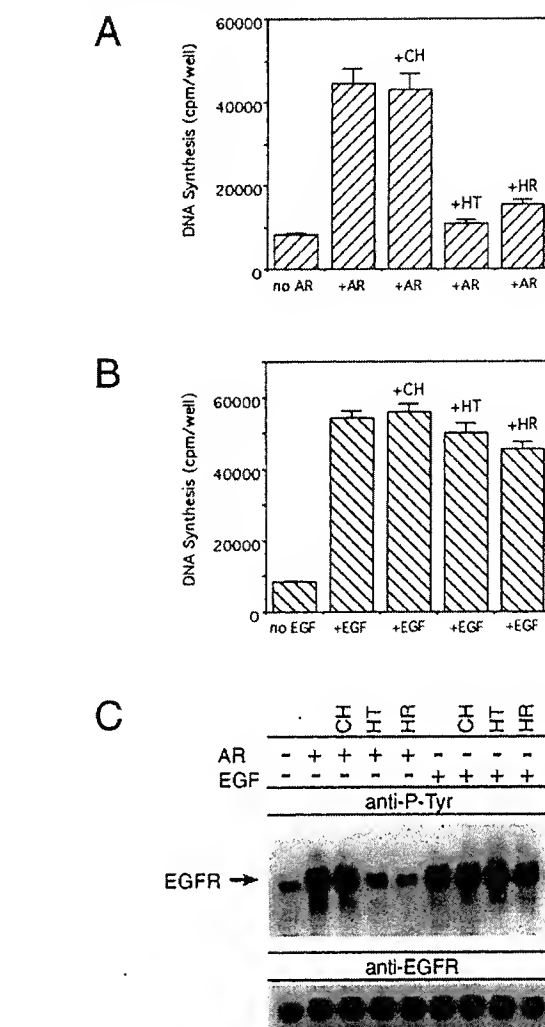 A
DNA Synthesis (cpm/well)
60000
40000
20000
0
+CH
+HT
+HR
no AR +AR +AR +AR +AR
B
DNA Synthesis (cpm/well)
60000
40000
20000
0
+CH
+HT
+HR
no EGF +EGF +EGF +EGF +EGF
C
CH HT HR CH HT HR
AR - + + + + - - - -
EGF - - - - - + + + +
anti-P-Tyr
EGFR →
anti-EGFR